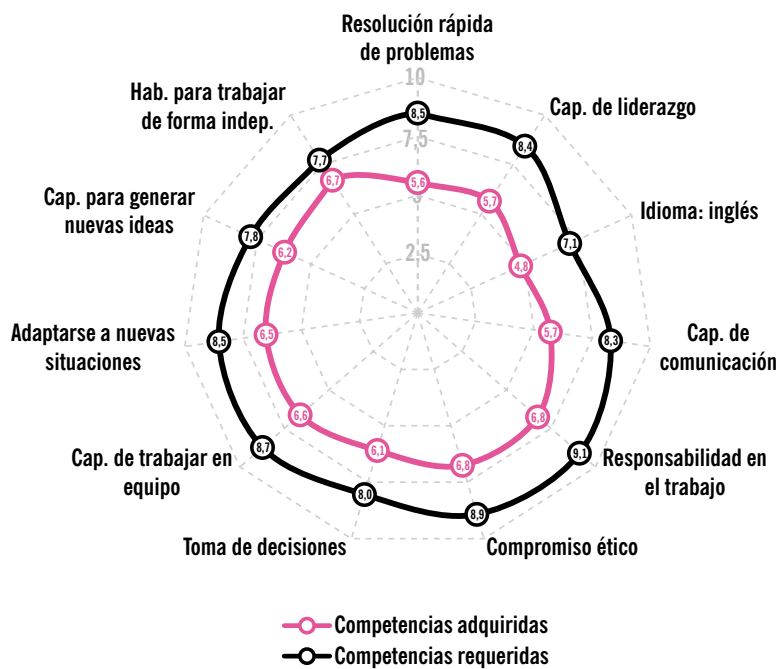 Resolución rápida
de problemas
Hab. para trabajar
de forma indep.
Cap. de liderazgo
Cap. para generar
nuevas ideas
Idioma: inglés
Adaptarse a nuevas
situaciones
Cap. de
comunicación
Cap. de trabajar en
equipo
Responsabilidad en
el trabajo
Toma de decisiones
Compromiso ético
10
7,5
5
2,5
8,5
8,4
7,1
8,3
9,1
8,9
8,0
8,7
8,5
7,8
7,7
5,6
5,7
4,8
5,7
6,8
6,8
6,1
6,6
6,5
6,2
6,7
Competencias adquiridas
Competencias requeridas